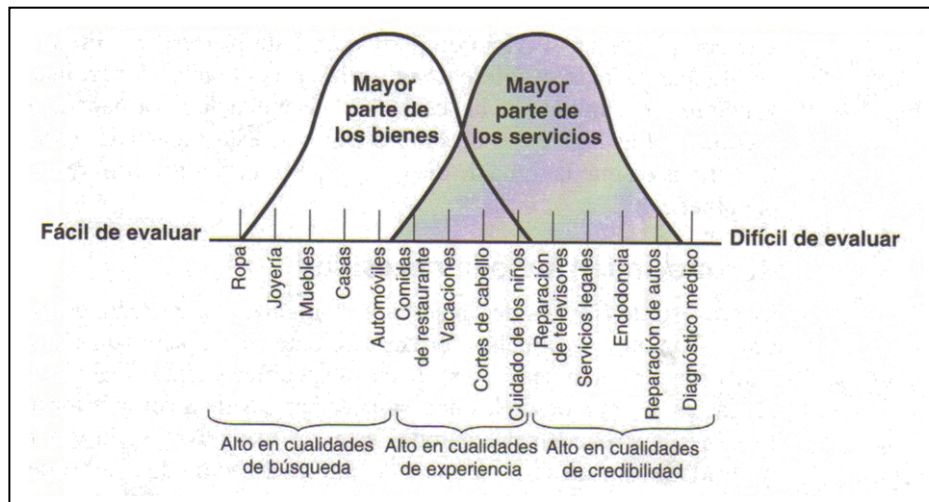 Mayor
parte de
los bienes
Mayor
parte de
los servicios
Fácil de evaluar
Difícil de evaluar
Ropa
Joyería
Muebles
Casas
Automóviles
Comidas
de restaurante
Vacaciones
Cortes de cabello
Cuidado de los niños
Reparación
de televisores
Servicios legales
Endodoncia
Reparación de autos
Diagnóstico médico
Alto en cualidades
de búsqueda
Alto en cualidades
de experiencia
Alto en cualidades
de credibilidad